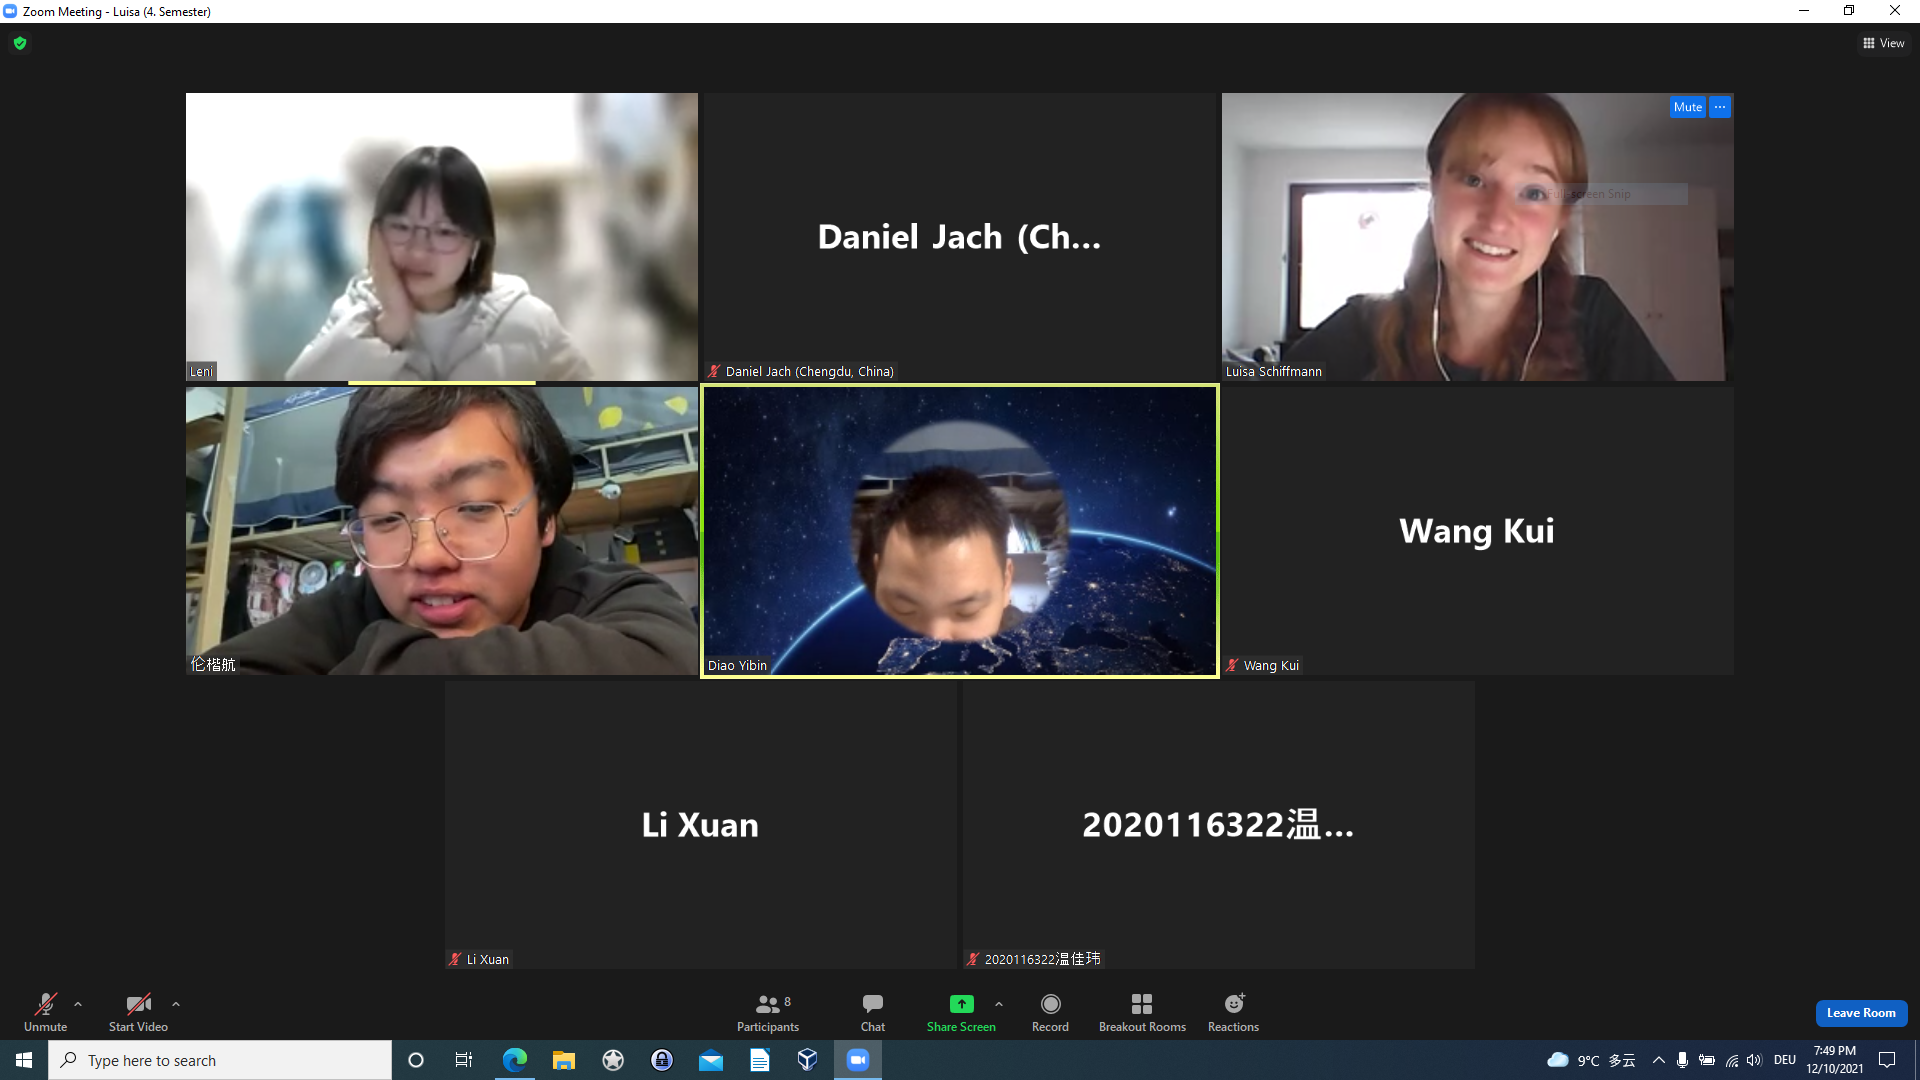 Zoom Meeting - Luisa (4. Semester)
View
Leni
Daniel Jach (Ch...
Daniel Jach (Chengdu, China)
Mute ...
Full-screen Snip
Luisa Schiffmann
伦楷航
Diao Yibin
Wang Kui
Wang Kui
Li Xuan
Li Xuan
2020116322温...
2020116322温佳玮
Unmute
Start Video
8
Participants
Chat
Share Screen
Record
Breakout Rooms
Reactions
Leave Room
Type here to search
9°C 多云
DEU
7:49 PM
12/10/2021